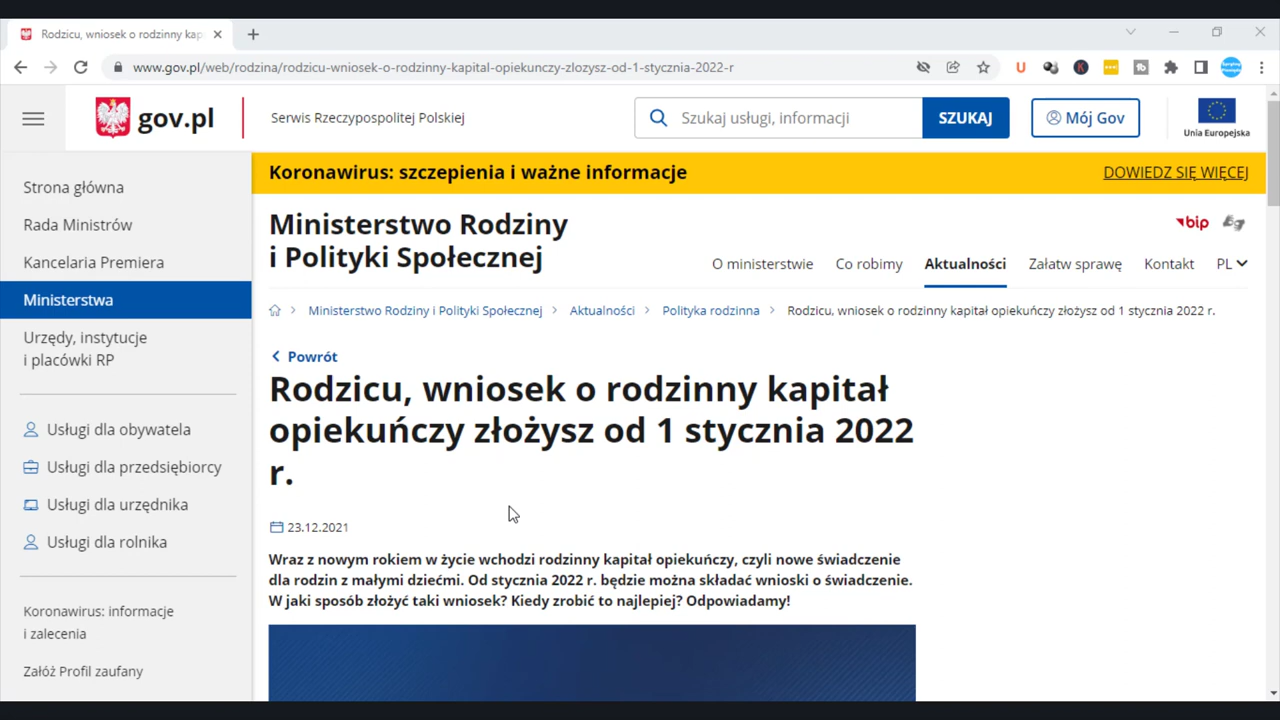 Rodzicu, wniosek o rodzinny kap
www.gov.pl/web/rodzina/rodzicu-wniosek-o-rodzinny-kapital-opiekunczy-zlozysz-od-1-stycznia-2022-r
gov.pl
Serwis Rzeczypospolitej Polskiej
Szukaj usługi, informacji
SZUKAJ
Mój Gov
Unia Europejska
Strona główna
Rada Ministrów
Kancelaria Premiera
Ministerstwa
Urzędy, instytucje
i placówki RP
Usługi dla obywatela
Usługi dla przedsiębiorcy
Usługi dla urzędnika
Usługi dla rolnika
Koronawirus: informacje
i zalecenia
Załóż Profil zaufany
Koronawirus: szczepienia i ważne informacje
DOWIEDZ SIĘ WIĘCEJ
Ministerstwo Rodziny
i Polityki Społecznej
bip
O ministerstwie
Co robimy
Aktualności
Załatw sprawę
Kontakt
PL
Ministerstwo Rodziny i Polityki Społecznej
Aktualności
Polityka rodzinna
Rodzicu, wniosek o rodzinny kapitał opiekuńczy złożysz od 1 stycznia 2022 r.
Powrót
Rodzicu, wniosek o rodzinny kapitał
opiekuńczy złożysz od 1 stycznia 2022
r.
23.12.2021
Wraz z nowym rokiem w życie wchodzi rodzinny kapitał opiekuńczy, czyli nowe świadczenie
dla rodzin z małymi dziećmi. Od stycznia 2022 r. będzie można składać wnioski o świadczenie.
W jaki sposób złożyć taki wniosek? Kiedy zrobić to najlepiej? Odpowiadamy!